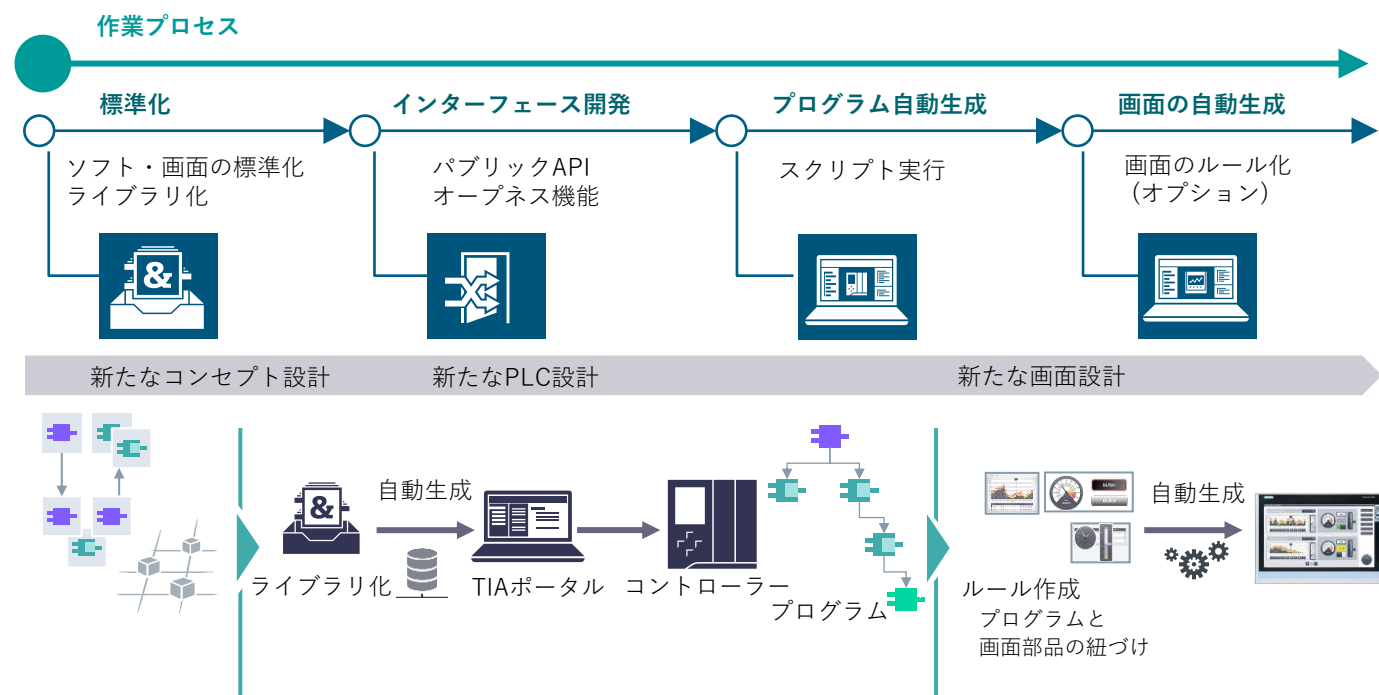 作業プロセス
標準化
インターフェース開発
プログラム自動生成
画面の自動生成
ソフト・画面の標準化
ライブラリ化
パブリックAPI
オープネス機能
スクリプト実行
画面のルール化
(オプション)
&
新たなコンセプト設計
新たなPLC設計
新たな画面設計
&
自動生成
自動生成
ライブラリ化
TIAポータル
コントローラー
プログラム
ルール作成
プログラムと
画面部品の紐づけ